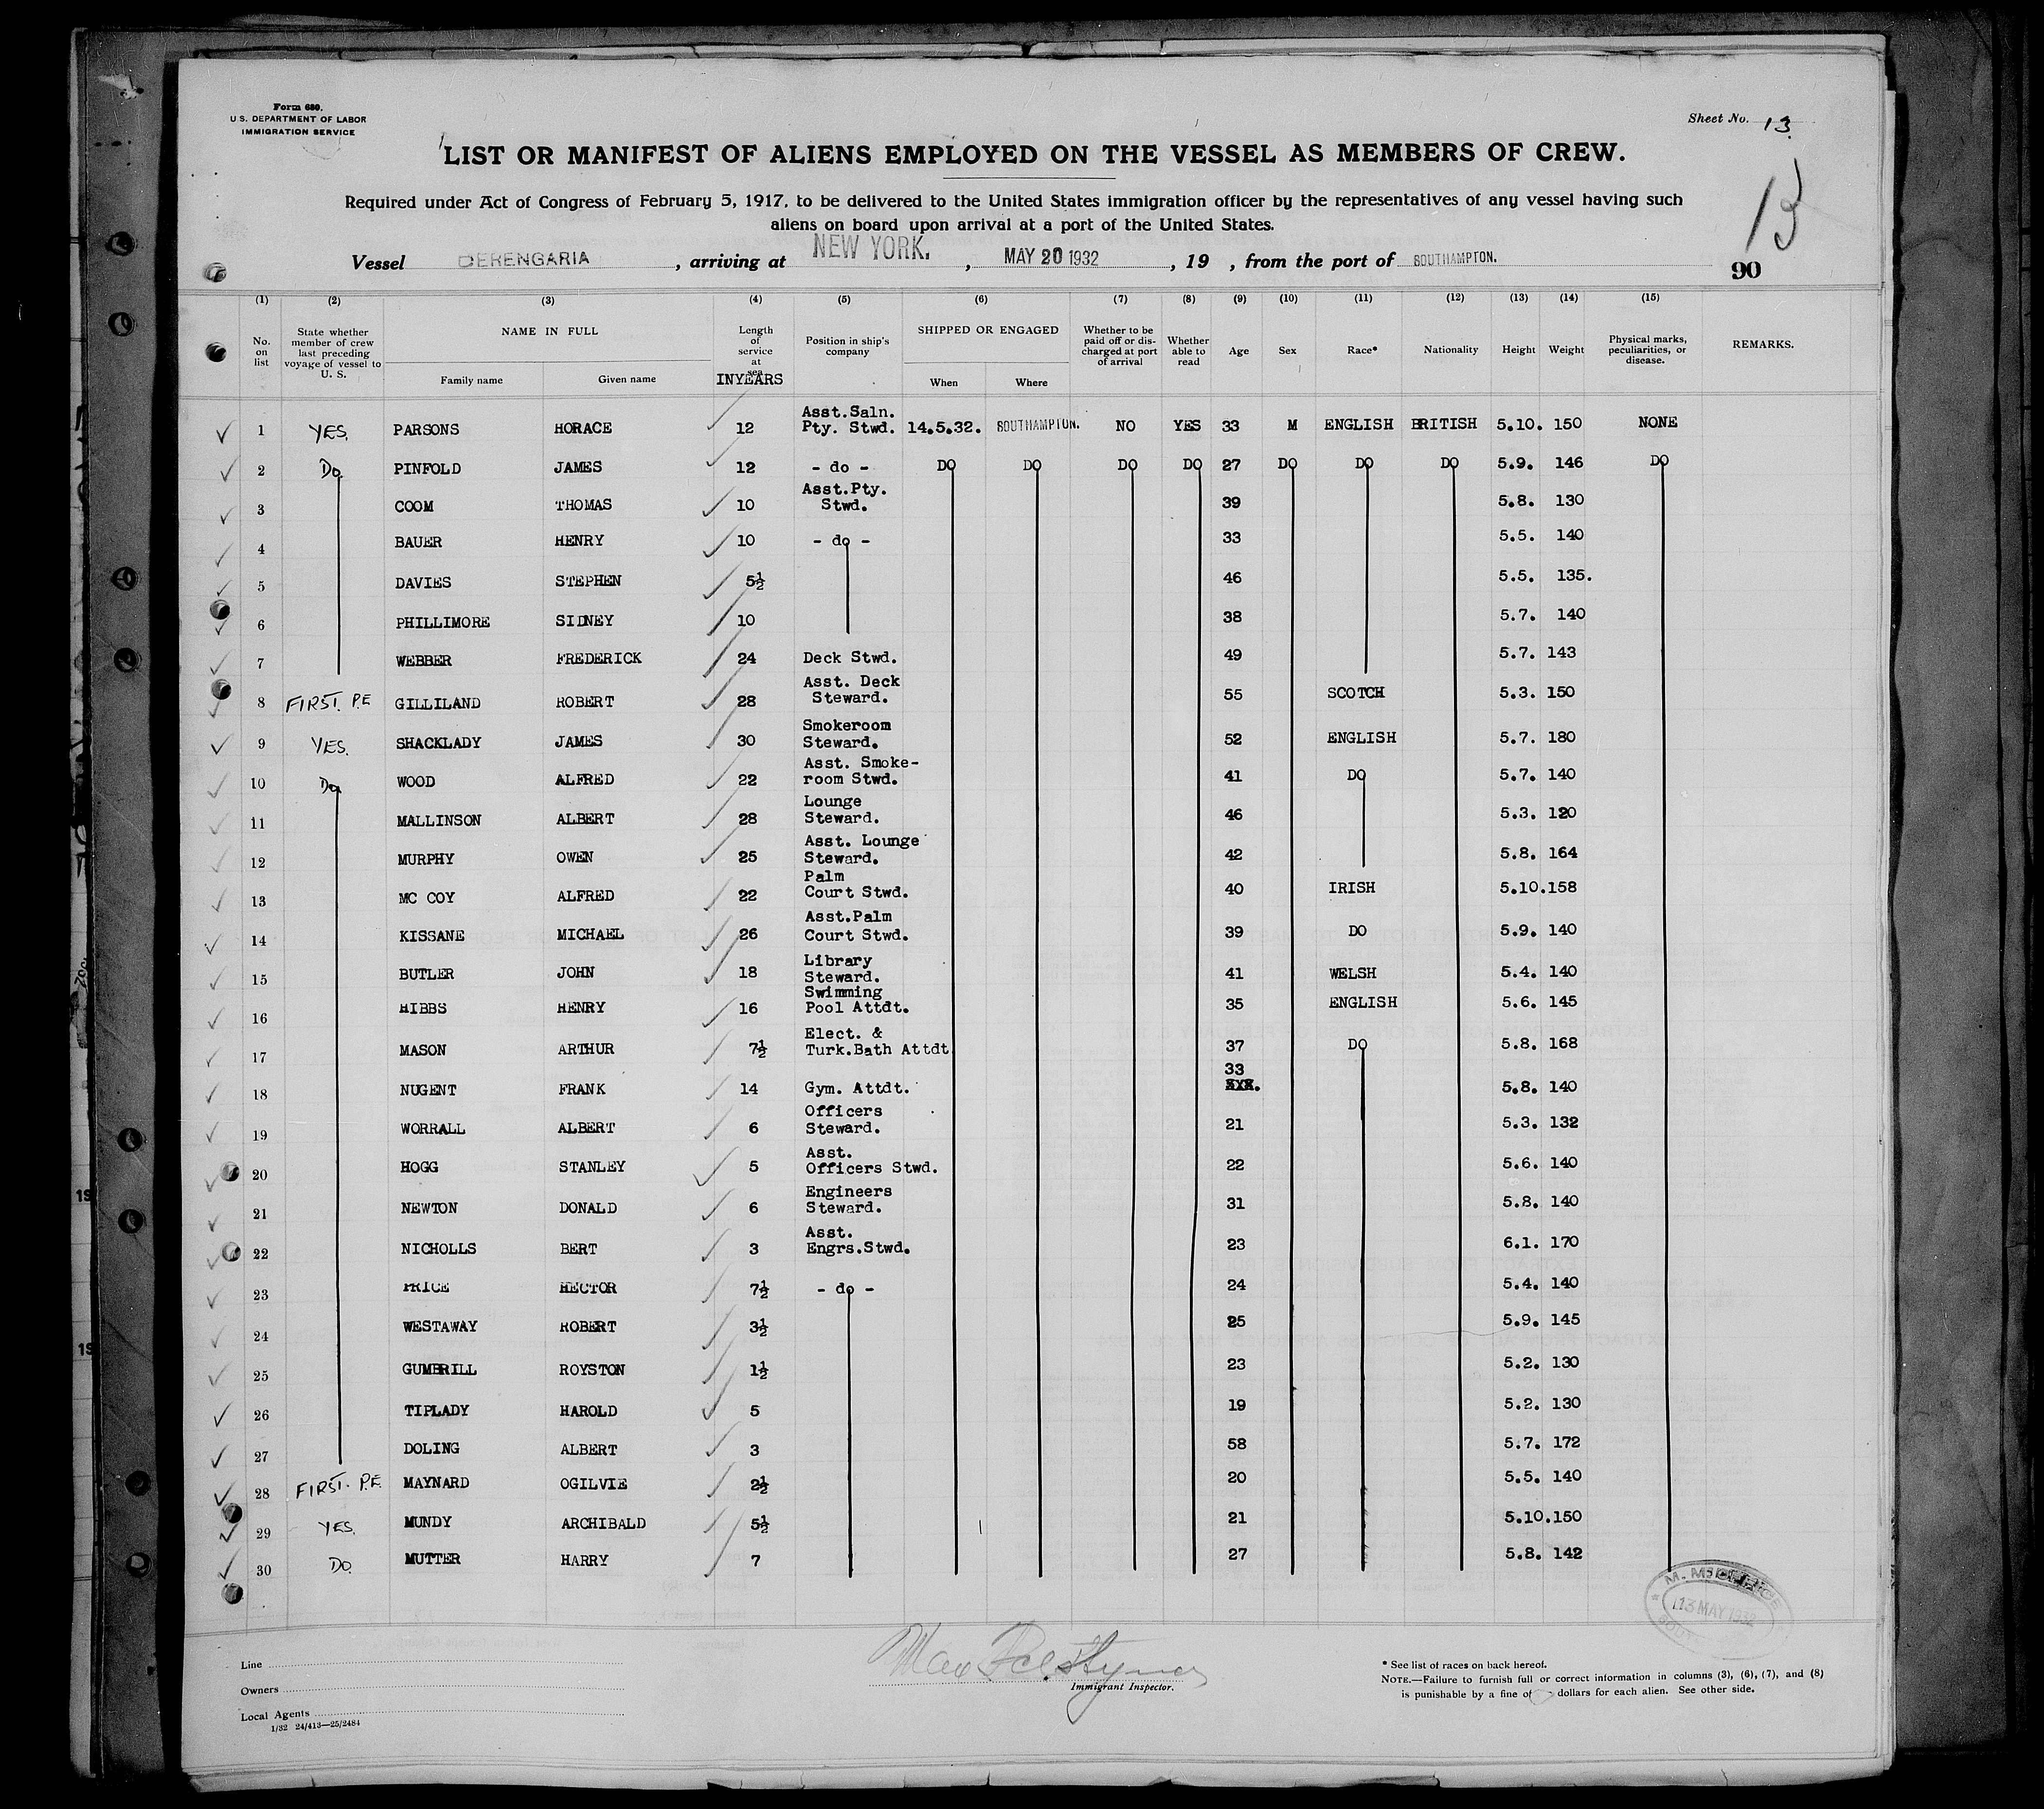 Form 680.
U.S. DEPARTMENT OF LABOR
IMMIGRATION SERVICE
Sheet No. 13.
LIST OR MANIFEST OF ALIENS EMPLOYED ON THE VESSEL AS MEMBERS OF CREW.
13
Required under Act of Congress of February 5, 1917, to be delivered to the United States immigration officer by the representatives of any vessel having such
aliens on board upon arrival at a port of the United States.
Vessel BERENGARIA, arriving at NEW YORK., MAY 20 1932, 19 , from the port of SOUTHAMPTON.
90
(1) (2) (3) (4) (5) (6) (7) (8) (9) (10) (11) (12) (13) (14) (15)
No. on list State whether member of crew last preceding voyage of vessel to U. S. NAME IN FULL Family name Given name Length of service at sea IN YEARS Position in ship's company SHIPPED OR ENGAGED When Where Whether to be paid off or discharged at port of arrival Whether able to read Age Sex Race* Nationality Height Weight Physical marks, peculiarities, or disease. REMARKS.
1 YES. PARSONS HORACE 12 Asst.Saln. Pty. Stwd. 14.5.32. SOUTHAMPTON. NO YES 33 M ENGLISH BRITISH 5.10. 150 NONE
2 Do PINFOLD JAMES 12 - do - DO DO DO DO 27 DO DO DO 5.9. 146 DO
3 COOM THOMAS 10 Asst.Pty. Stwd. 39 5.8. 130
4 BAUER HENRY 10 - do - 33 5.5. 140
5 DAVIES STEPHEN 5½ 46 5.5. 135.
6 PHILLIMORE SIDNEY 10 38 5.7. 140
7 WEBBER FREDERICK 24 Deck Stwd. 49 5.7. 143
8 FIRST. P.E GILLILAND ROBERT 28 Asst. Deck Steward. 55 SCOTCH 5.3. 150
9 YES. SHACKLADY JAMES 30 Smokeroom Steward. 52 ENGLISH 5.7. 180
10 Do WOOD ALFRED 22 Asst. Smoke- room Stwd. 41 DO 5.7. 140
11 MALLINSON ALBERT 28 Lounge Steward. 46 5.3. 120
12 MURPHY OWEN 25 Asst. Lounge Steward. 42 5.8. 164
13 MC COY ALFRED 22 Palm Court Stwd. 40 IRISH 5.10. 158
14 KISSANE MICHAEL 26 Asst.Palm Court Stwd. 39 DO 5.9. 140
15 BUTLER JOHN 18 Library Steward. 41 WELSH 5.4. 140
16 HIBBS HENRY 16 Swimming Pool Attdt. 35 ENGLISH 5.6. 145
17 MASON ARTHUR 7½ Elect. & Turk.Bath Attdt 37 DO 5.8. 168
18 NUGENT FRANK 14 Gym. Attdt. 33 5.8. 140
19 WORRALL ALBERT 6 Officers Steward. 21 5.3. 132
20 HOGG STANLEY 5 Asst. Officers Stwd. 22 5.6. 140
21 NEWTON DONALD 6 Engineers Steward. 31 5.8. 140
22 NICHOLLS BERT 3 Asst. Engrs.Stwd. 23 6.1. 170
23 PRICE HECTOR 7½ - do - 24 5.4. 140
24 WESTAWAY ROBERT 3½ 25 5.9. 145
25 GUMBRILL ROYSTON 1½ 23 5.2. 130
26 TIPLADY HAROLD 5 19 5.2. 130
27 DOLING ALBERT 3 58 5.7. 172
28 FIRST. P.E. MAYNARD OGILVIE 2½ 20 5.5. 140
29 YES. MUNDY ARCHIBALD 5½ 21 5.10. 150
30 DO. MUTTER HARRY 7 27 5.8. 142
13 MAY 1932
Line
Owners
Local Agents
1/32 24/413—25/2484
Immigrant Inspector.
* See list of races on back hereof.
NOTE.—Failure to furnish full or correct information in columns (3), (6), (7), and (8)
is punishable by a fine of dollars for each alien. See other side.